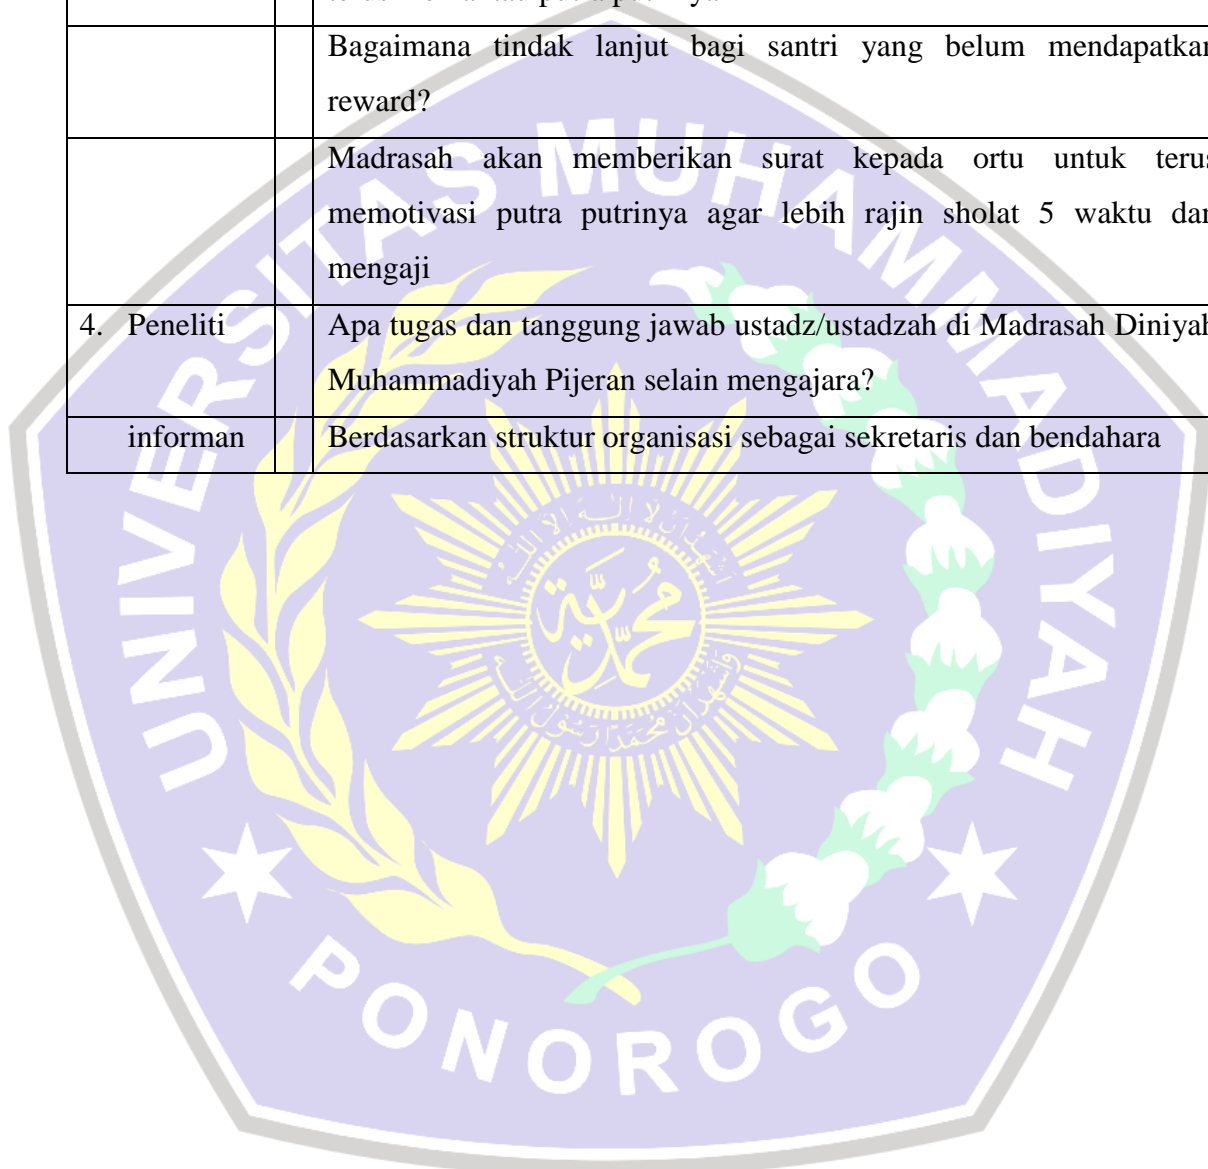 Bagaimana tindak lanjut bagi santri yang belum mendapatkan
reward?
Madrasah akan memberikan surat kepada ortu untuk terus
memotivasi putra putrinya agar lebih rajin sholat 5 waktu dan
mengaji
4. Peneliti Apa tugas dan tanggung jawab ustadz/ustadzah di Madrasah Diniyah
Muhammadiyah Pijeran selain mengajara?
informan Berdasarkan struktur organisasi sebagai sekretaris dan bendahara
UNIVERSITAS MUHAMMADIYAH
PONOROGO